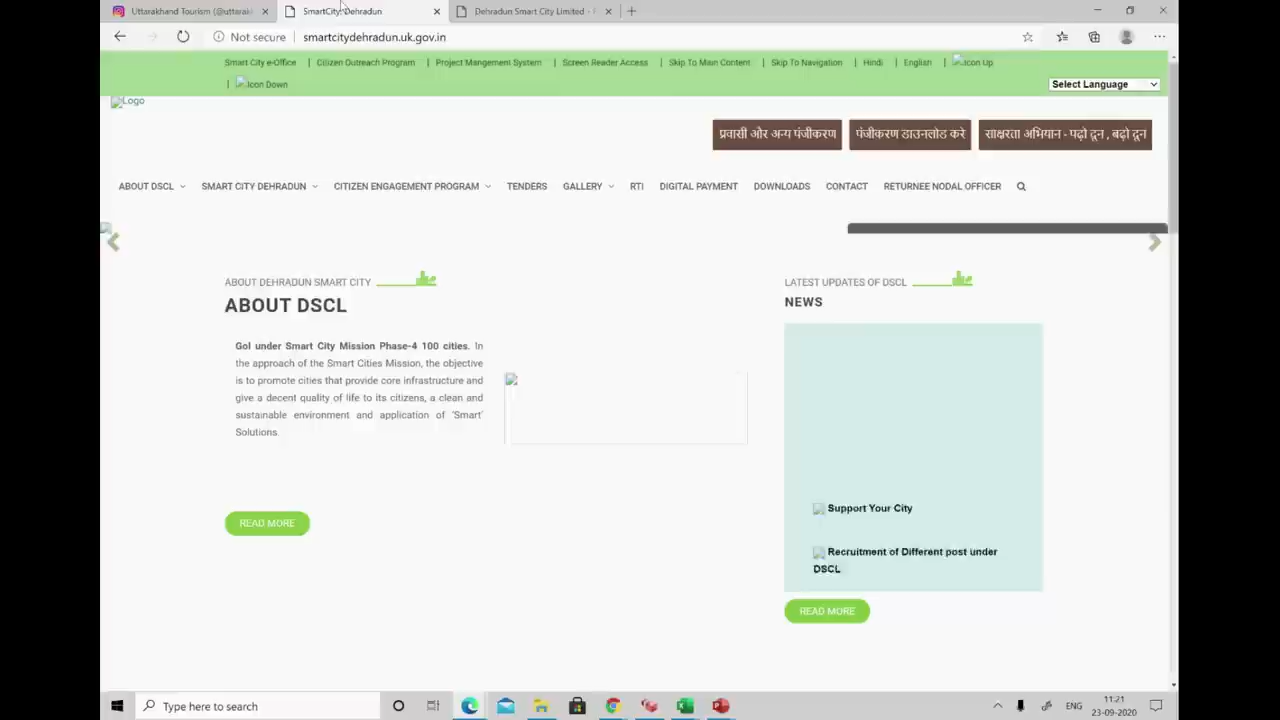 Uttarakhand Tourism (@uttarak
SmartCity Dehradun
Dehradun Smart City Limited -
Not secure
smartcitydehradun.uk.gov.in
Smart City e-Office | Citizen Outreach Program | Project Mangement System | Screen Reader Access | Skip To Main Content | Skip To Navigation | Hindi | English | Icon Up
| Icon Down
Select Language
Logo
प्रवासी और अन्य पंजीकरण
पंजीकरण डाउनलोड करे
साक्षरता अभियान - पढ़ो दून , बढ़ो दून
ABOUT DSCL
SMART CITY DEHRADUN
CITIZEN ENGAGEMENT PROGRAM
TENDERS
GALLERY
RTI
DIGITAL PAYMENT
DOWNLOADS
CONTACT
RETURNEE NODAL OFFICER
ABOUT DEHRADUN SMART CITY
ABOUT DSCL
GoI under Smart City Mission Phase-4 100 cities. In
the approach of the Smart Cities Mission, the objective
is to promote cities that provide core infrastructure and
give a decent quality of life to its citizens, a clean and
sustainable environment and application of 'Smart'
Solutions.
READ MORE
LATEST UPDATES OF DSCL
NEWS
Support Your City
Recruitment of Different post under
DSCL
READ MORE
Type here to search
ENG
11:21
23-09-2020